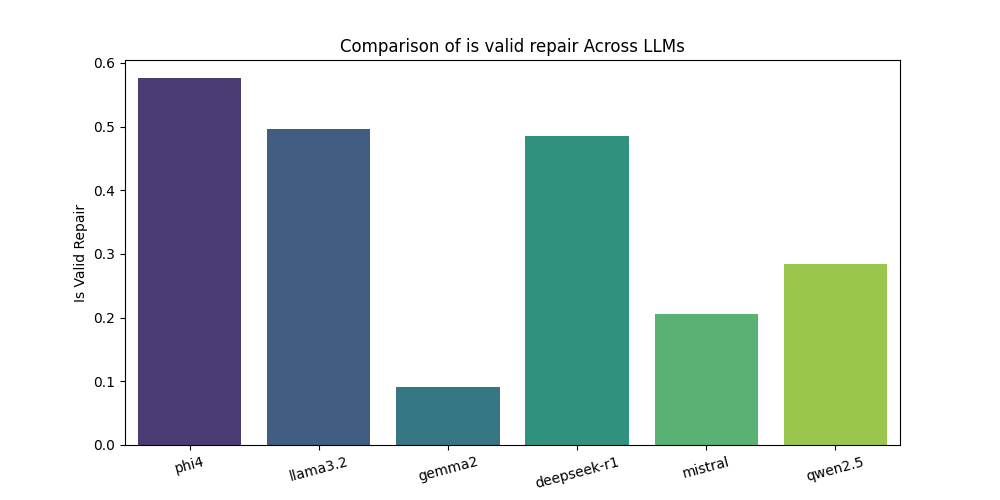 Comparison of is valid repair Across LLMs
Is Valid Repair
0.6
0.5
0.4
0.3
0.2
0.1
0.0
phi4
llama3.2
gemma2
deepseek-r1
mistral
qwen2.5